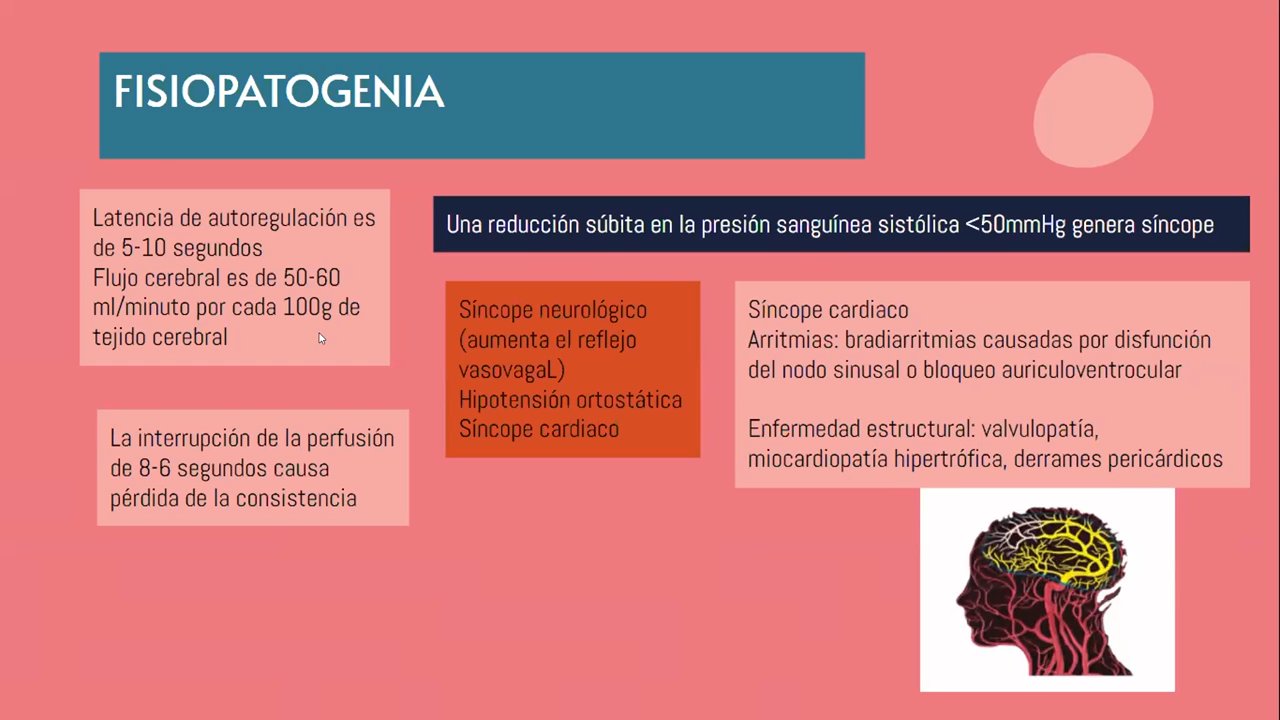 FISIOPATOGENIA
Latencia de autoregulación es
de 5-10 segundos
Flujo cerebral es de 50-60
ml/minuto por cada 100g de
tejido cerebral
La interrupción de la perfusión
de 8-6 segundos causa
pérdida de la consistencia
Una reducción súbita en la presión sanguínea sistólica <50mmHg genera síncope
Síncope neurológico
(aumenta el reflejo
vasovagaL)
Hipotensión ortostática
Síncope cardiaco
Síncope cardiaco
Arritmias: bradiarritmias causadas por disfunción
del nodo sinusal o bloqueo auriculoventrocular
Enfermedad estructural: valvulopatía,
miocardiopatía hipertrófica, derrames pericárdicos